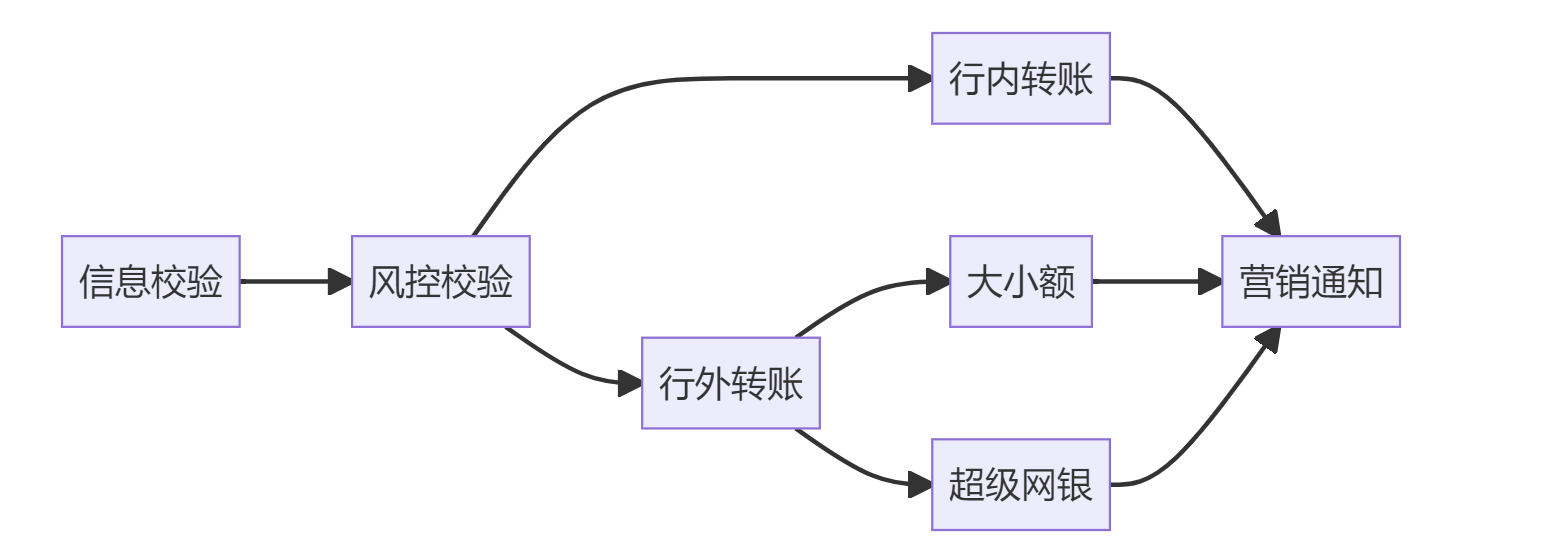 行内转账
信息校验
风控校验
大小额
营销通知
行外转账
超级网银